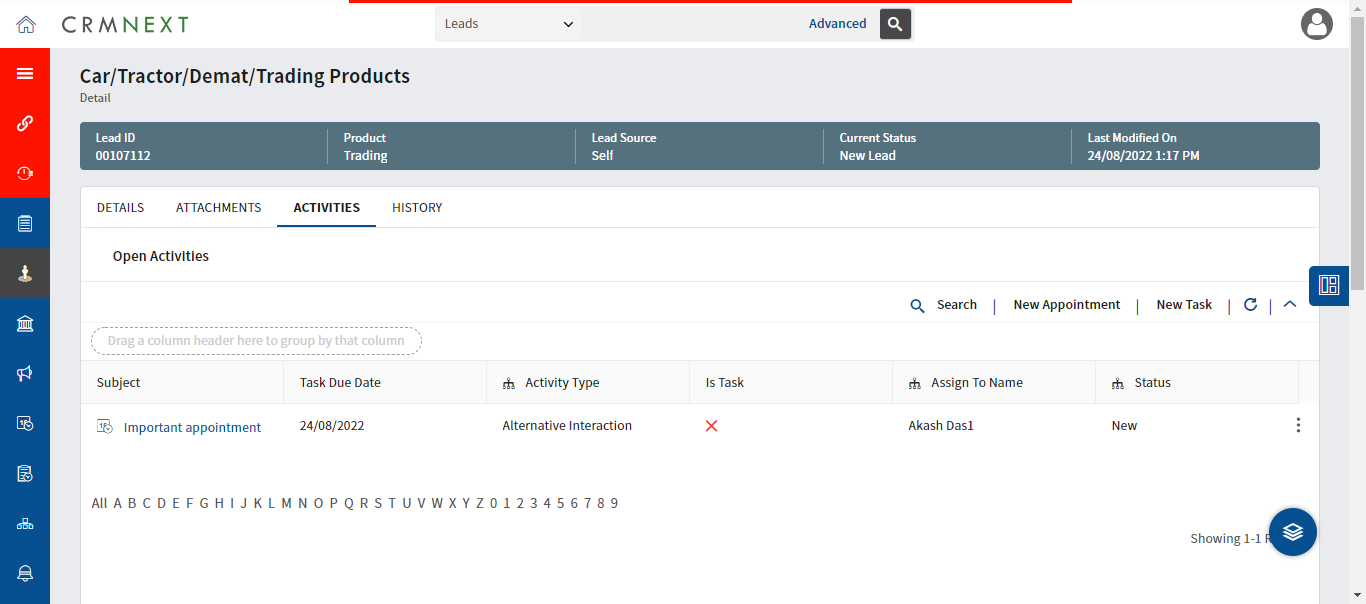 CRMNEXT
Leads
Advanced
Car/Tractor/Demat/Trading Products
Detail
Lead ID Product Lead Source Current Status Last Modified On
00107112 Trading Self New Lead 24/08/2022 1:17 PM
DETAILS ATTACHMENTS ACTIVITIES HISTORY
Open Activities
Search | New Appointment | New Task | |
Drag a column header here to group by that column
Subject Task Due Date Activity Type Is Task Assign To Name Status
Important appointment 24/08/2022 Alternative Interaction Akash Das1 New
All A B C D E F G H I J K L M N O P Q R S T U V W X Y Z 0 1 2 3 4 5 6 7 8 9
Showing 1-1